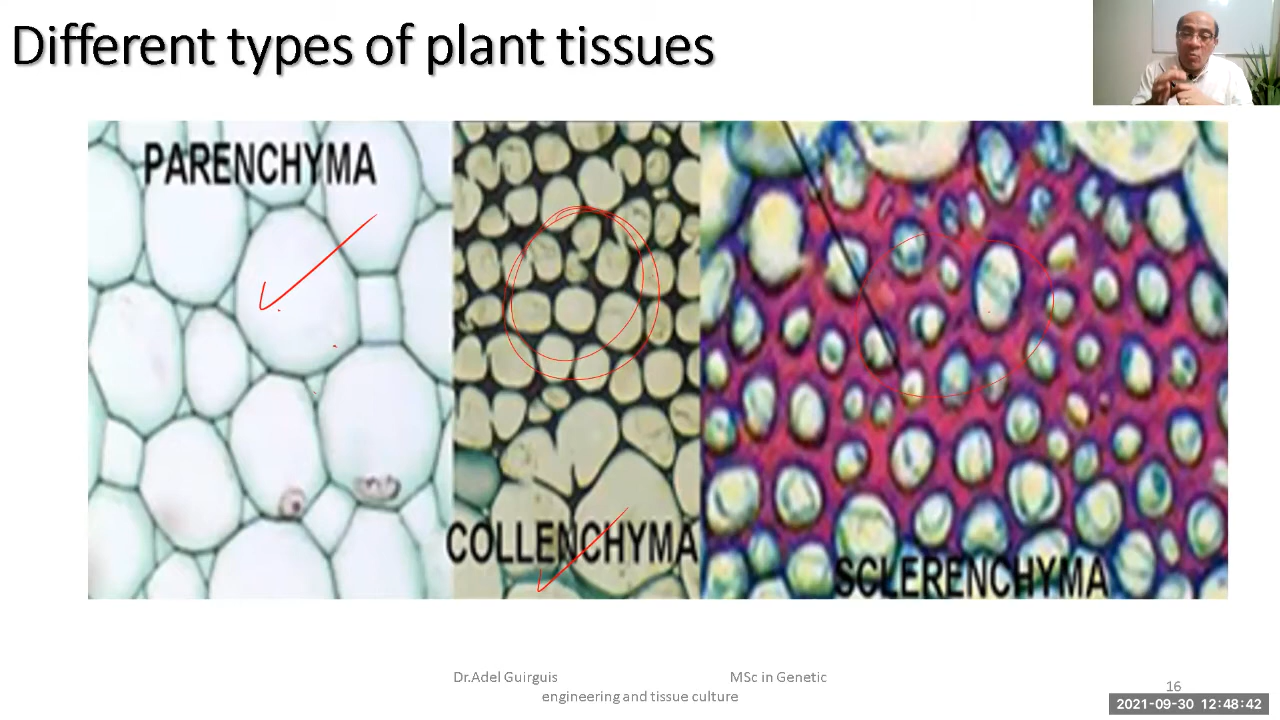 Different types of plant tissues
PARENCHYMA
COLLENCHYMA
SCLERENCHYMA
Dr.Adel Guirguis MSc in Genetic
engineering and tissue culture
16
2021-09-30 12:48:42